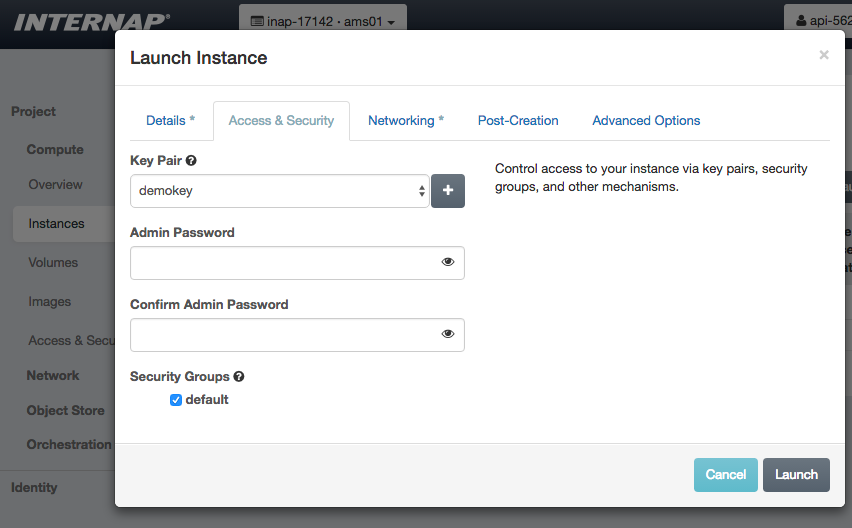 INTERNAP®
inap-17142 • ams01
api-562
Launch Instance
×
Project
Compute
Overview
Instances
Volumes
Images
Access & Secu
Network
Object Store
Orchestration
Identity
Details *
Access & Security
Networking *
Post-Creation
Advanced Options
Key Pair
demokey
+
Control access to your instance via key pairs, security
groups, and other mechanisms.
Admin Password
Confirm Admin Password
Security Groups
default
Cancel
Launch